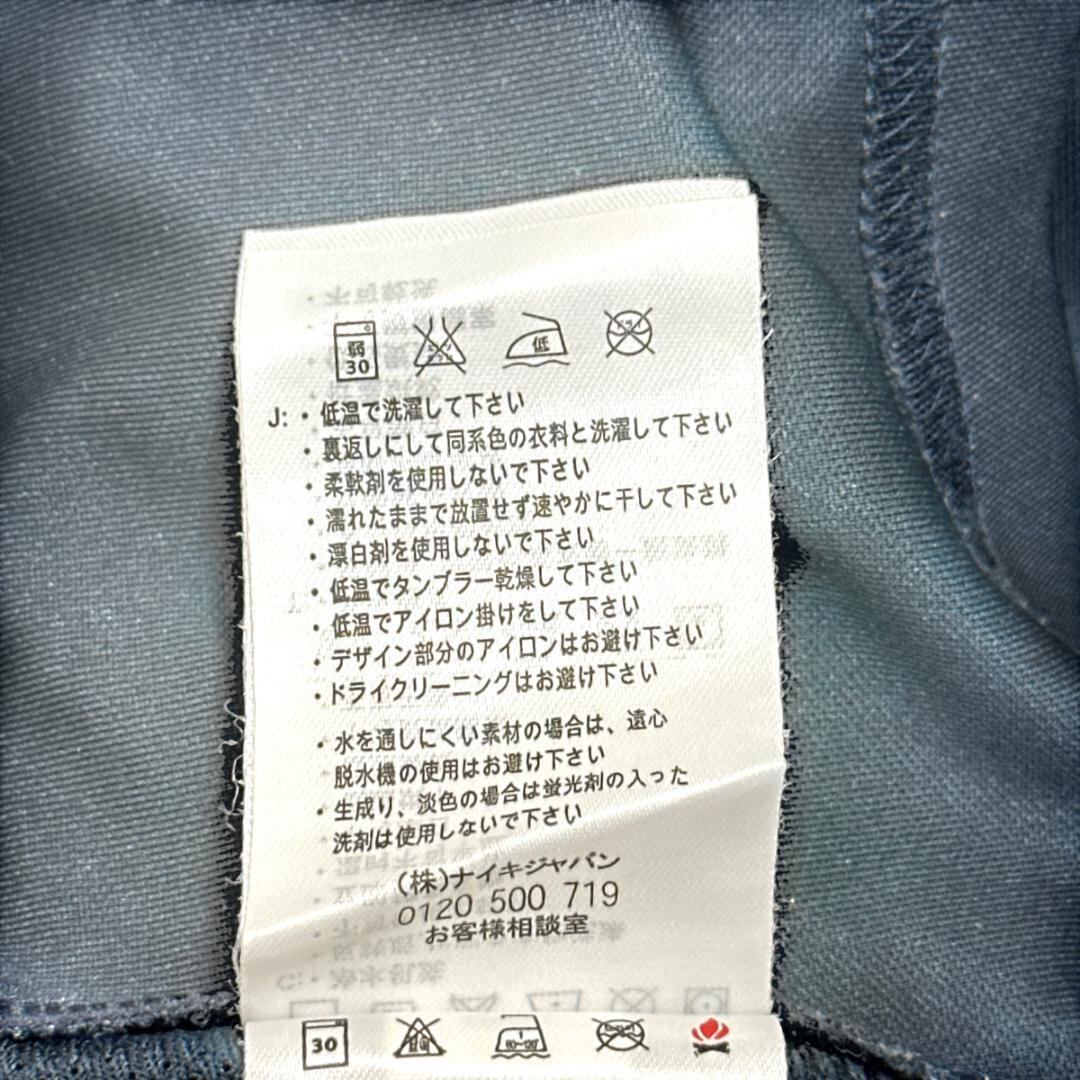 弱
30
低
ドライ
J: ・低温で洗濯して下さい
・裏返しにして同系色の衣料と洗濯して下さい
・柔軟剤を使用しないで下さい
・濡れたままで放置せず速やかに干して下さい
・漂白剤を使用しないで下さい
・低温でタンブラー乾燥して下さい
・低温でアイロン掛けをして下さい
・デザイン部分のアイロンはお避け下さい
・ドライクリーニングはお避け下さい
・水を通しにくい素材の場合は、遠心
脱水機の使用はお避け下さい
・生成り、淡色の場合は蛍光剤の入った
洗剤は使用しないで下さい
(株)ナイキジャパン
0120 500 719
お客様相談室
30